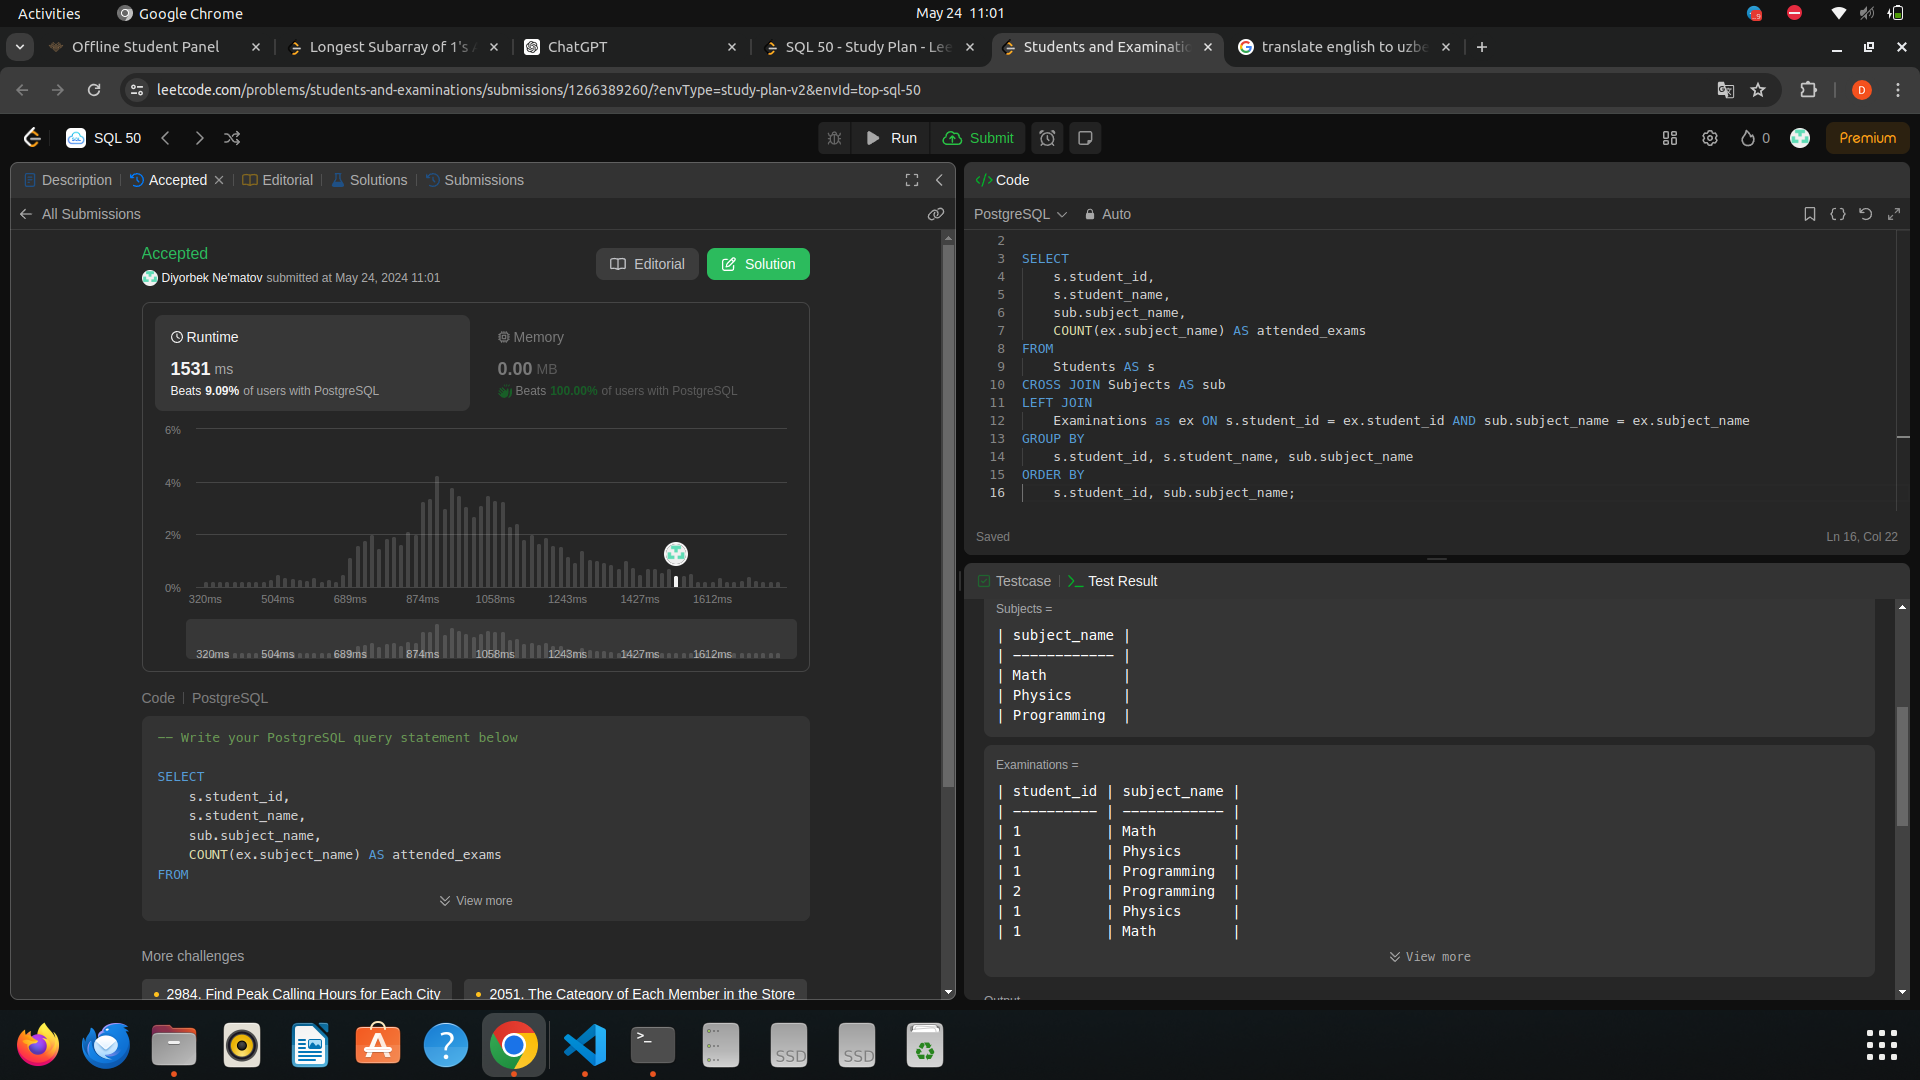 Activities
Google Chrome
May 24 11:01
Offline Student Panel
Longest Subarray of 1's
ChatGPT
SQL 50 - Study Plan - Lee
Students and Examinatio
translate english to uzbe
leetcode.com/problems/students-and-examinations/submissions/1266389260/?envType=study-plan-v2&envId=top-sql-50
D
SQL 50
Run
Submit
0
Premium
Description
Accepted
Editorial
Solutions
Submissions
All Submissions
Accepted
Diyorbek Ne'matov submitted at May 24, 2024 11:01
Editorial
Solution
Runtime
1531 ms
Beats 9.09% of users with PostgreSQL
Memory
0.00 MB
Beats 100.00% of users with PostgreSQL
6%
4%
2%
0%
320ms 504ms 689ms 874ms 1058ms 1243ms 1427ms 1612ms
320ms 504ms 689ms 874ms 1058ms 1243ms 1427ms 1612ms
Code | PostgreSQL
-- Write your PostgreSQL query statement below
SELECT
s.student_id,
s.student_name,
sub.subject_name,
COUNT(ex.subject_name) AS attended_exams
FROM
View more
More challenges
2984. Find Peak Calling Hours for Each City
2051. The Category of Each Member in the Store
</> Code
PostgreSQL
Auto
2
3 SELECT
4 s.student_id,
5 s.student_name,
6 sub.subject_name,
7 COUNT(ex.subject_name) AS attended_exams
8 FROM
9 Students AS s
10 CROSS JOIN Subjects AS sub
11 LEFT JOIN
12 Examinations as ex ON s.student_id = ex.student_id AND sub.subject_name = ex.subject_name
13 GROUP BY
14 s.student_id, s.student_name, sub.subject_name
15 ORDER BY
16 s.student_id, sub.subject_name;
Saved
Ln 16, Col 22
Testcase
Test Result
Subjects =
| subject_name |
| ------------ |
| Math |
| Physics |
| Programming |
Examinations =
| student_id | subject_name |
| ---------- | ------------ |
| 1 | Math |
| 1 | Physics |
| 1 | Programming |
| 2 | Programming |
| 1 | Physics |
| 1 | Math |
View more
Output
SSD
SSD